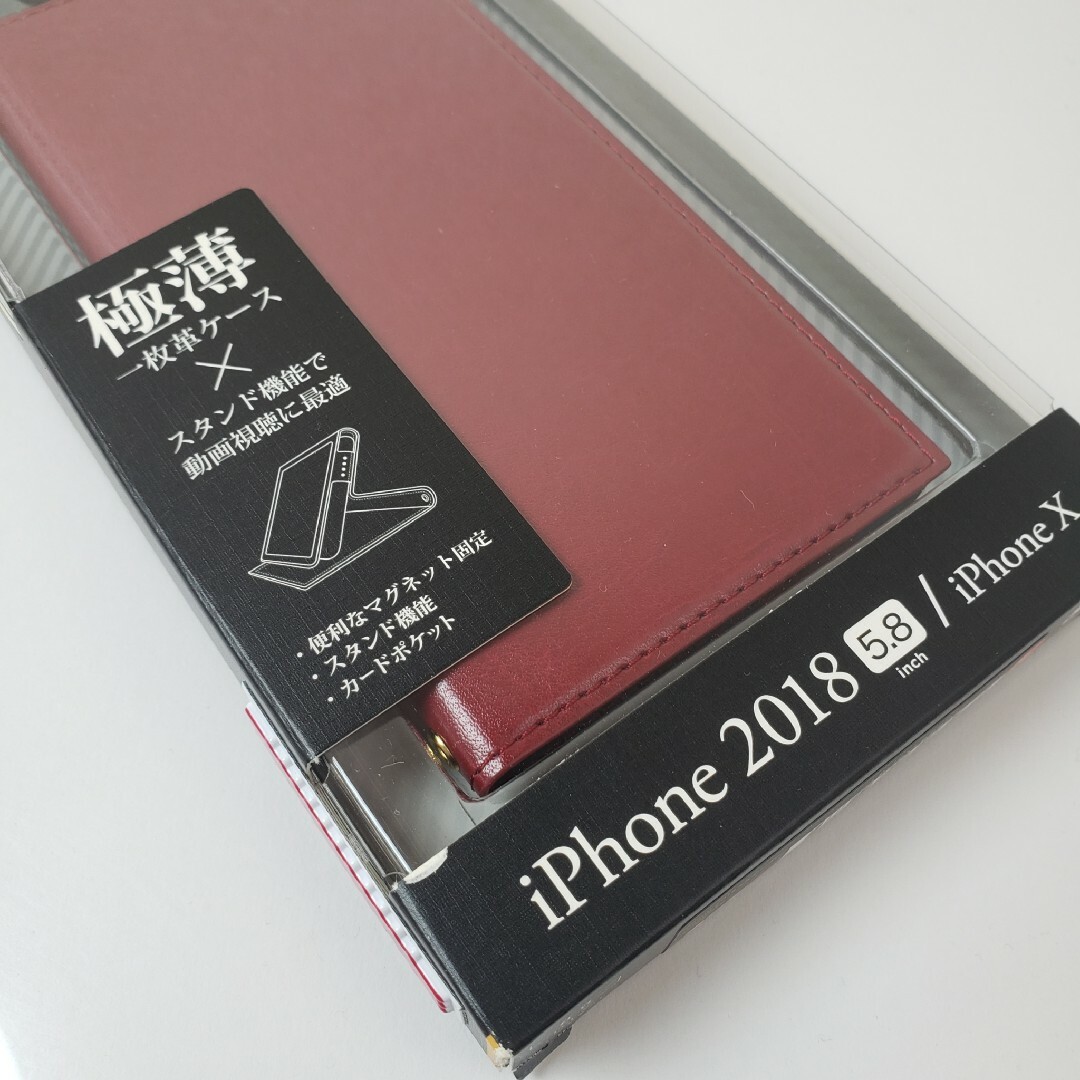 極薄
一枚革ケース
×
スタンド機能で
動画視聴に最適
・便利なマグネット固定
・スタンド機能
・カードポケット
iPhone 2018 5.8 inch / iPhone X